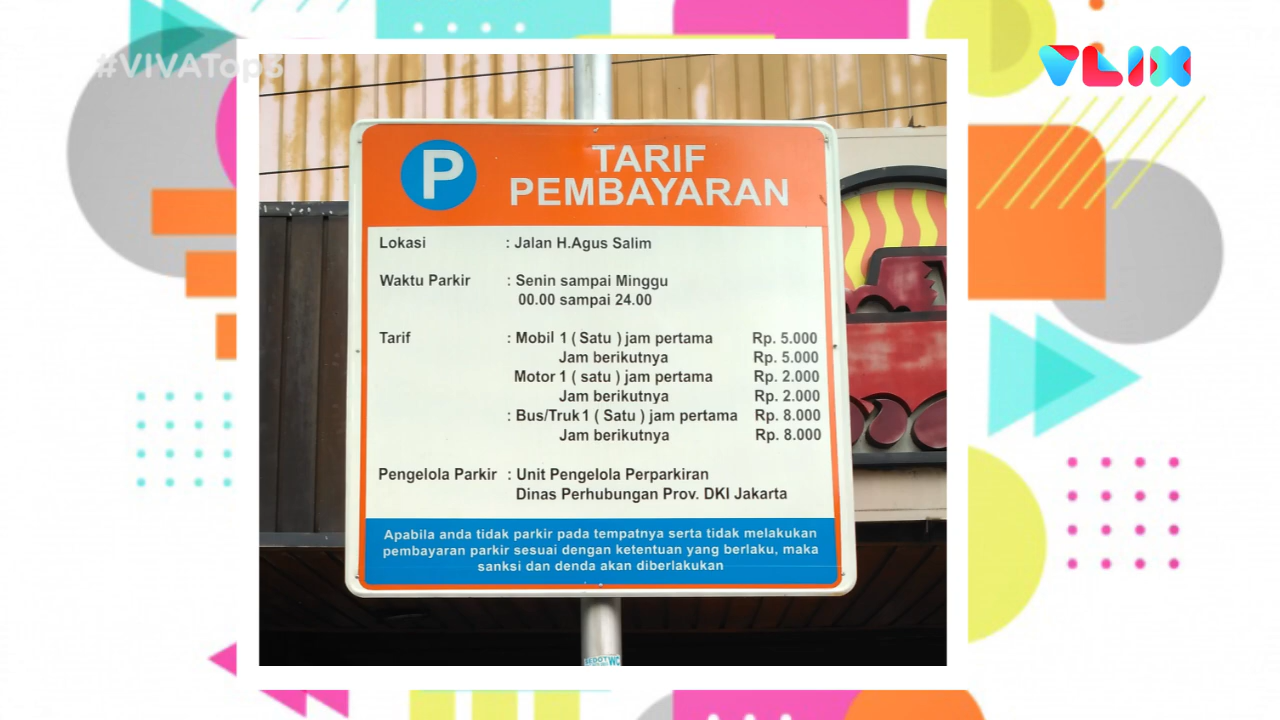 #VIVATop3
VLIX
P
TARIF
PEMBAYARAN
Lokasi : Jalan H.Agus Salim
Waktu Parkir : Senin sampai Minggu
00.00 sampai 24.00
Tarif : Mobil 1 ( Satu ) jam pertama Rp. 5.000
Jam berikutnya Rp. 5.000
Motor 1 ( satu ) jam pertama Rp. 2.000
Jam berikutnya Rp. 2.000
: Bus/Truk1 ( Satu ) jam pertama Rp. 8.000
Jam berikutnya Rp. 8.000
Pengelola Parkir : Unit Pengelola Perparkiran
Dinas Perhubungan Prov. DKI Jakarta
Apabila anda tidak parkir pada tempatnya serta tidak melakukan
pembayaran parkir sesuai dengan ketentuan yang berlaku, maka
sanksi dan denda akan diberlakukan